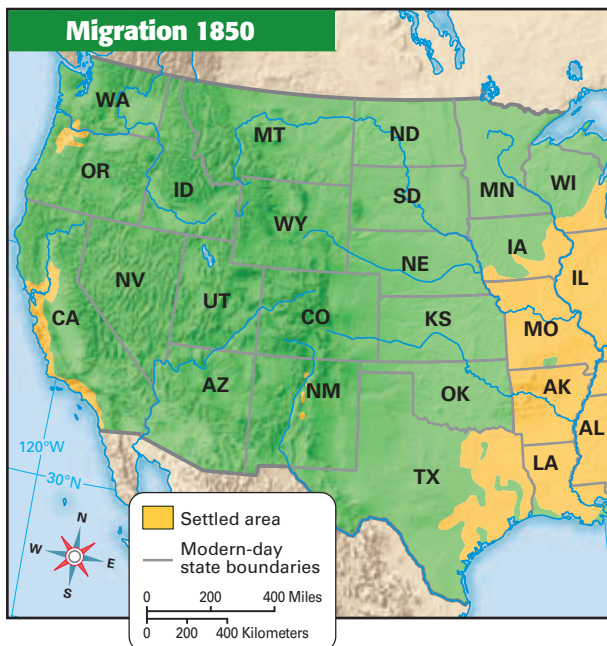 Migration 1850
WA
MT
ND
OR
ID
MN
WI
SD
WY
IA
NE
NV
UT
IL
CA
CO
KS
MO
AZ
NM
OK
AK
AL
TX
LA
120°W
30°N
N
W
E
S
Settled area
Modern-day
state boundaries
0 200 400 Miles
0 200 400 Kilometers